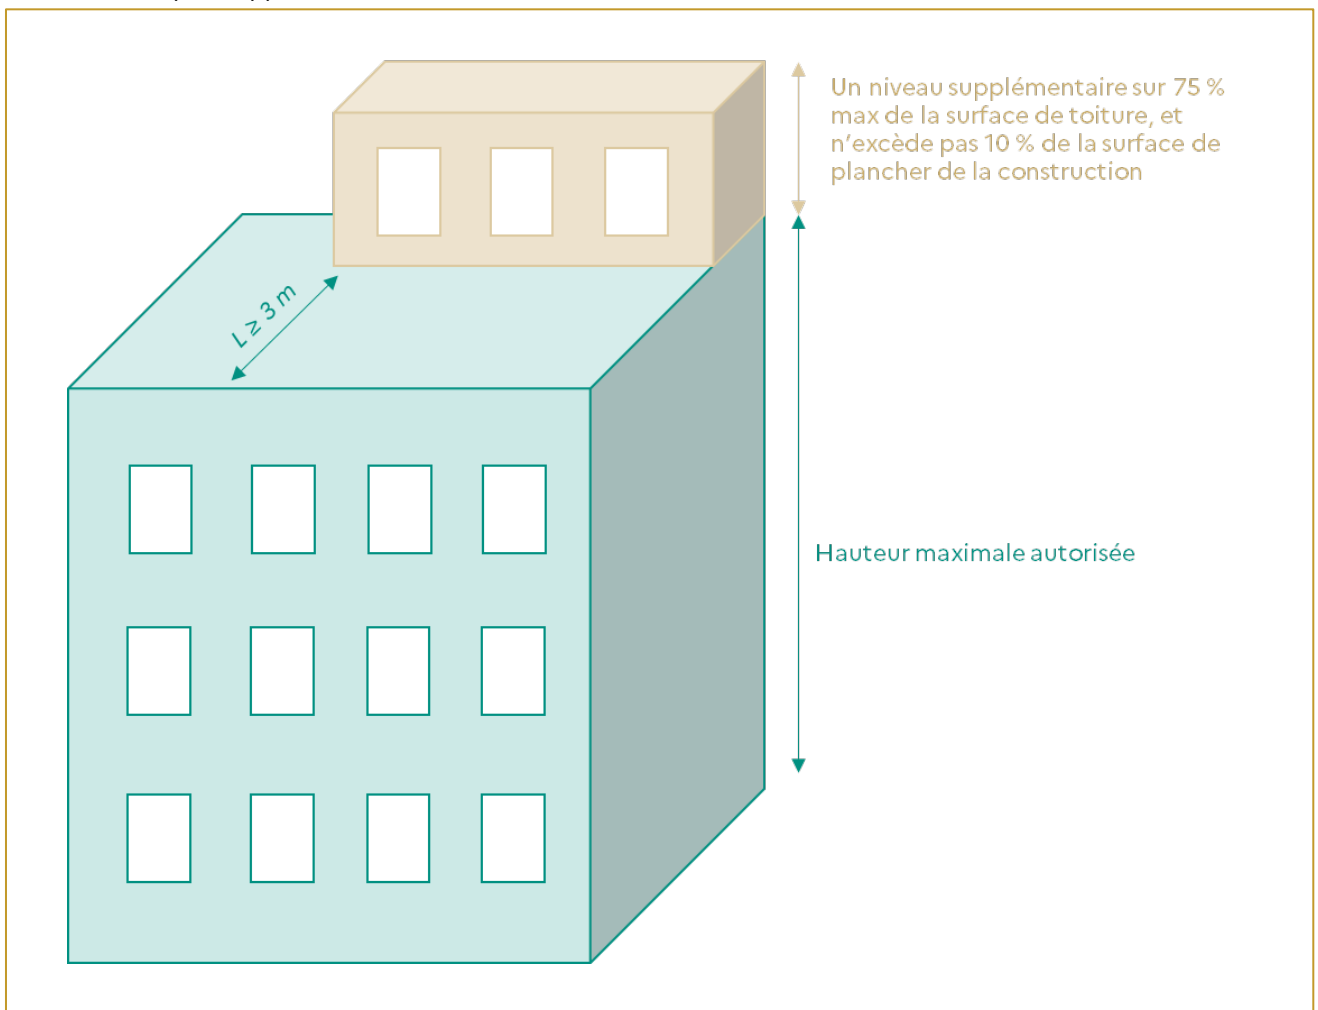 Un niveau supplémentaire sur 75 %
max de la surface de toiture, et
n'excède pas 10 % de la surface de
plancher de la construction
L ≥ 3 m
Hauteur maximale autorisée